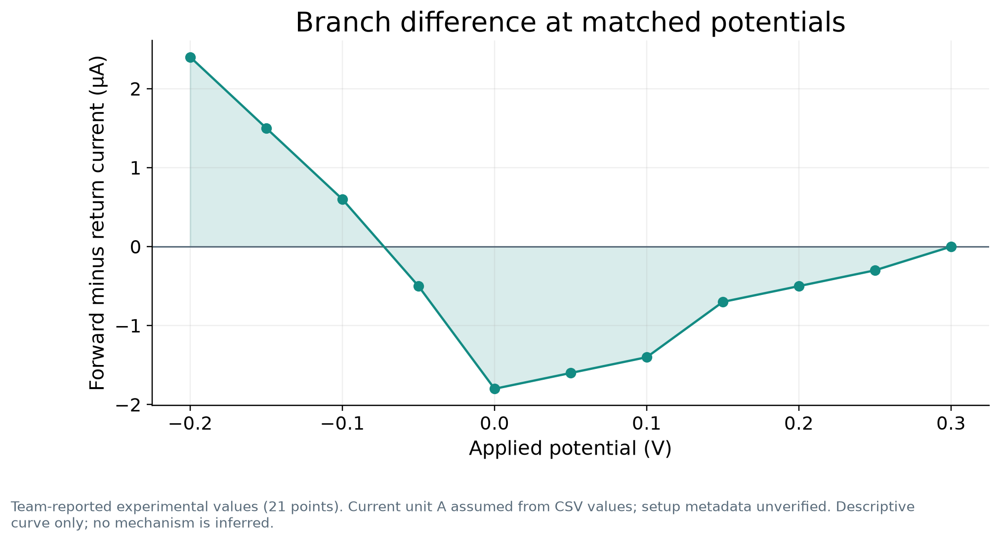 Branch difference at matched potentials
Forward minus return current (µA)
2
1
0
−1
−2
−0.2
−0.1
0.0
0.1
0.2
0.3
Applied potential (V)
Team-reported experimental values (21 points). Current unit A assumed from CSV values; setup metadata unverified. Descriptive
curve only; no mechanism is inferred.